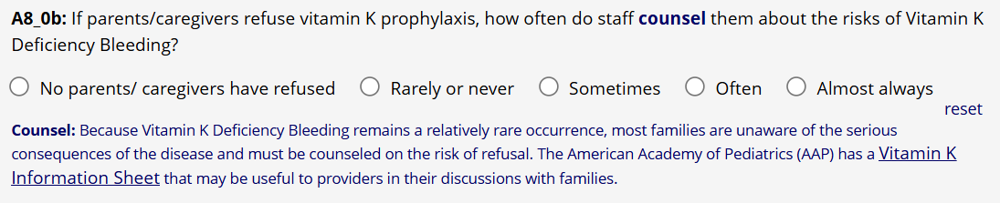 A8_0b: If parents/caregivers refuse vitamin K prophylaxis, how often do staff counsel them about the risks of Vitamin K
Deficiency Bleeding?
No parents/ caregivers have refused Rarely or never Sometimes Often Almost always
reset
Counsel: Because Vitamin K Deficiency Bleeding remains a relatively rare occurrence, most families are unaware of the serious
consequences of the disease and must be counseled on the risk of refusal. The American Academy of Pediatrics (AAP) has a Vitamin K
Information Sheet that may be useful to providers in their discussions with families.